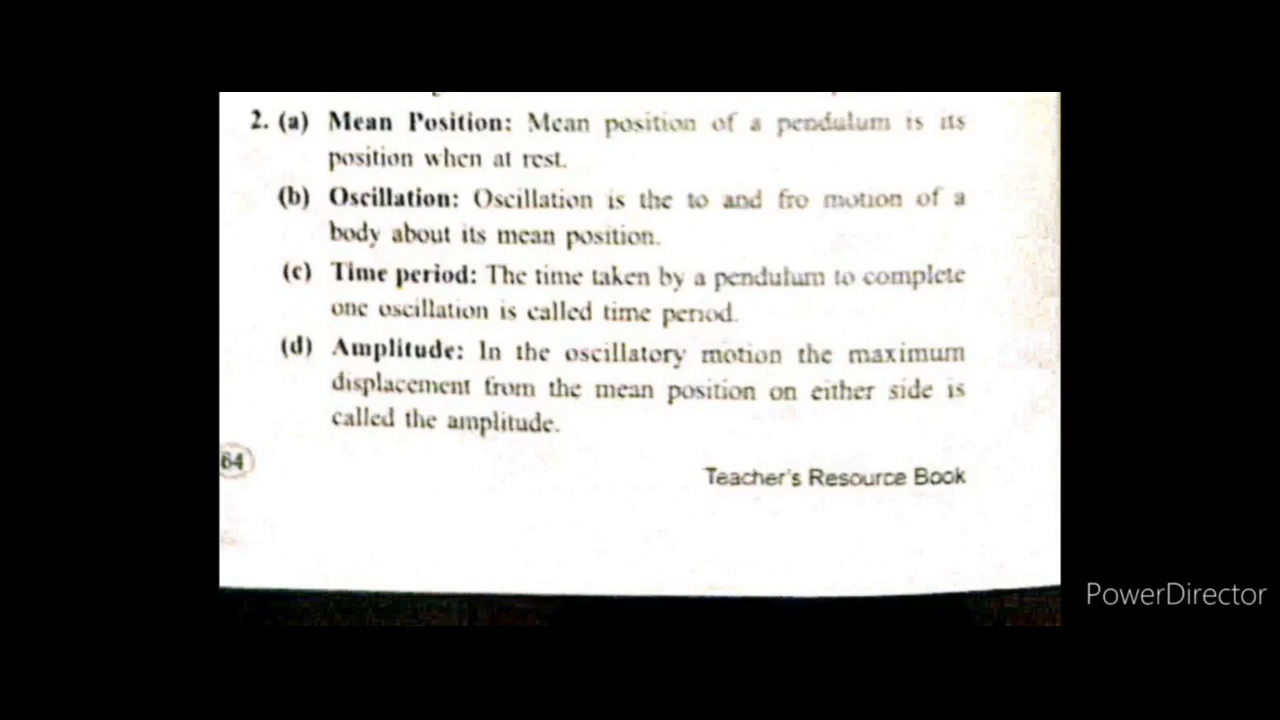 2. (a) Mean Position: Mean position of a pendulum is its
position when at rest.
(b) Oscillation: Oscillation is the to and fro motion of a
body about its mean position.
(c) Time period: The time taken by a pendulum to complete
one oscillation is called time period.
(d) Amplitude: In the oscillatory motion the maximum
displacement from the mean position on either side is
called the amplitude.
64
Teacher's Resource Book
PowerDirector